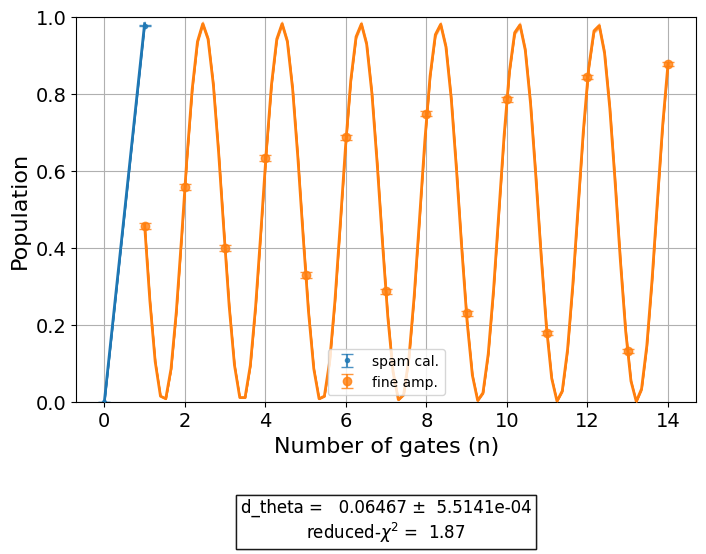 1.0
0.8
0.6
0.4
0.2
0.0
Population
spam cal.
fine amp.
0 2 4 6 8 10 12 14
Number of gates (n)
d_theta = 0.06467 ± 5.5141e-04
reduced-χ² = 1.87